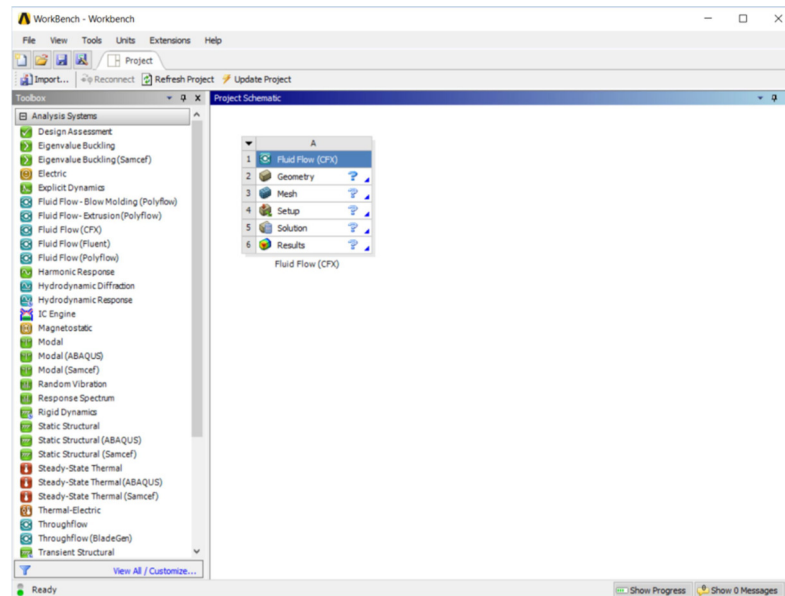 WorkBench - Workbench
File View Tools Units Extensions Help
Project
Import... Reconnect Refresh Project Update Project
Toolbox
Project Schematic
Analysis Systems
Design Assessment
Eigenvalue Buckling
Eigenvalue Buckling (Samcef)
Electric
Explicit Dynamics
Fluid Flow - Blow Molding (Polyflow)
Fluid Flow - Extrusion (Polyflow)
Fluid Flow (CFX)
Fluid Flow (Fluent)
Fluid Flow (Polyflow)
Harmonic Response
Hydrodynamic Diffraction
Hydrodynamic Response
IC Engine
Magnetostatic
Modal
Modal (ABAQUS)
Modal (Samcef)
Random Vibration
Response Spectrum
Rigid Dynamics
Static Structural
Static Structural (ABAQUS)
Static Structural (Samcef)
Steady-State Thermal
Steady-State Thermal (ABAQUS)
Steady-State Thermal (Samcef)
Thermal-Electric
Throughflow
Throughflow (BladeGen)
Transient Structural
View All / Customize...
A
1 Fluid Flow (CFX)
2 Geometry ?
3 Mesh ?
4 Setup ?
5 Solution ?
6 Results ?
Fluid Flow (CFX)
Ready
Show Progress Show 0 Messages